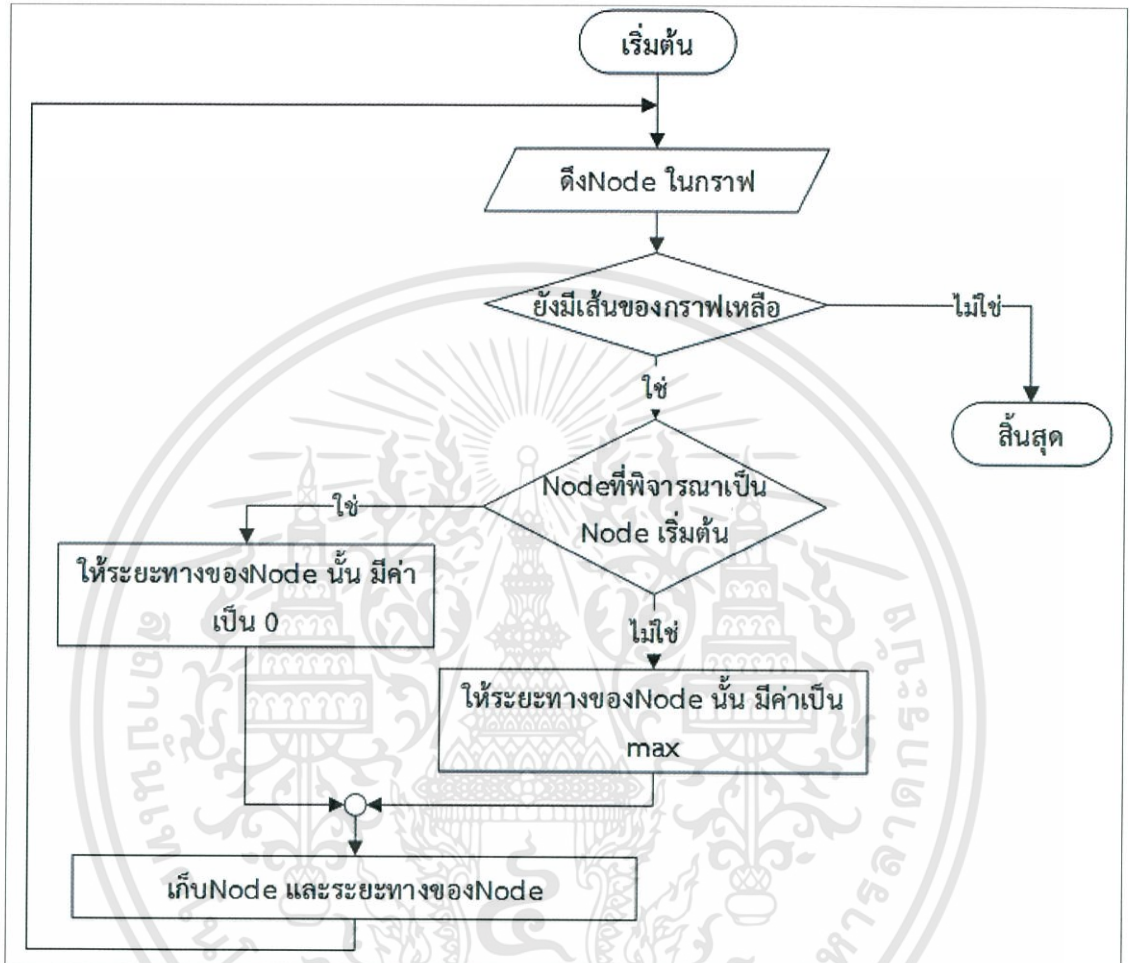 เริ่มต้น
ดึงNode ในกราฟ
ยังมีเส้นของกราฟเหลือ
ไม่ใช่
ใช่
สิ้นสุด
Nodeที่พิจารณาเป็น
Node เริ่มต้น
ใช่
ให้ระยะทางของNode นั้น มีค่า
เป็น 0
ไม่ใช่
ให้ระยะทางของNode นั้น มีค่าเป็น
max
เก็บNode และระยะทางของNode